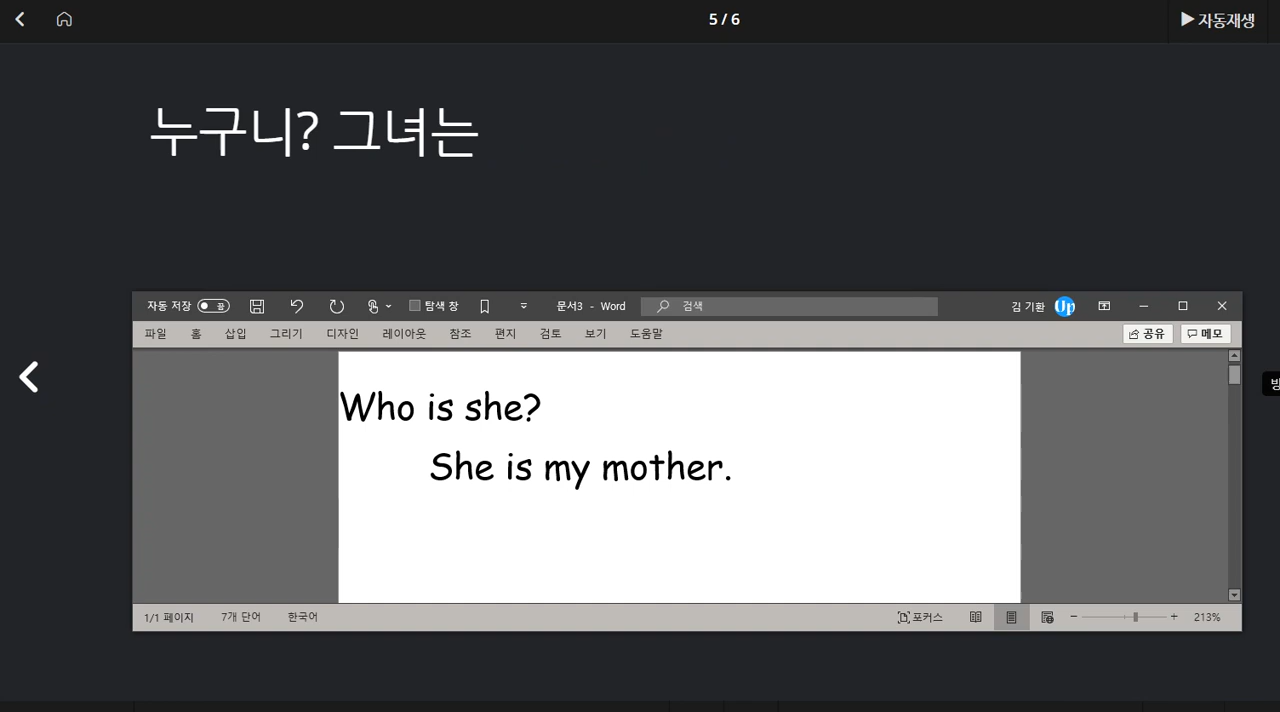 5 / 6
▶ 자동재생
누구니? 그녀는
자동 저장 끔 탐색 창 문서3 - Word 검색 김 기환 Up
파일 홈 삽입 그리기 디자인 레이아웃 참조 편지 검토 보기 도움말 공유 메모
Who is she?
She is my mother.
1/1 페이지 7개 단어 한국어 포커스 213%